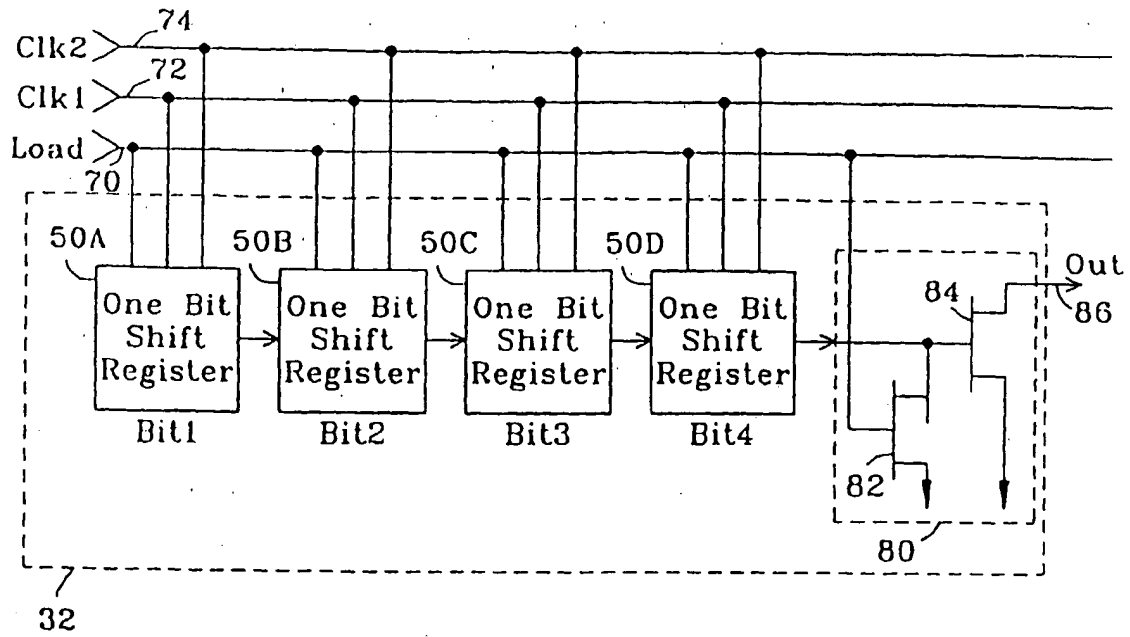 Clk2
74
Clk1
72
Load
70
50A
50B
50C
50D
One Bit
Shift
Register
Bit1
One Bit
Shift
Register
Bit2
One Bit
Shift
Register
Bit3
One Bit
Shift
Register
Bit4
84
Out
86
82
80
32